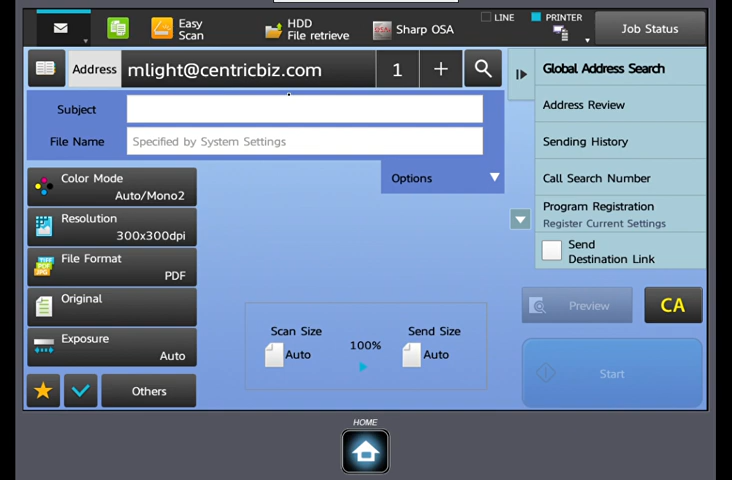 Easy Scan
HDD File retrieve
OSA
Sharp OSA
LINE
PRINTER
Job Status
Address
mlight@centricbiz.com
1
+
Subject
File Name
Specified by System Settings
Options
Color Mode
Auto/Mono2
Resolution
300x300dpi
File Format
PDF
Original
Exposure
Auto
Others
Scan Size
Auto
100%
Send Size
Auto
Global Address Search
Address Review
Sending History
Call Search Number
Program Registration
Register Current Settings
Send
Destination Link
Preview
CA
Start
HOME